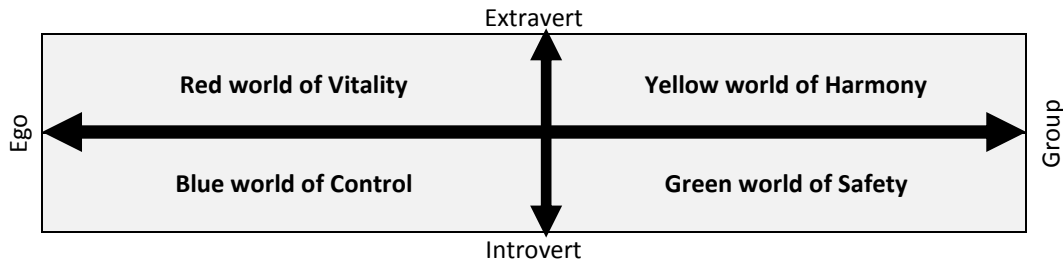 Extravert
Red world of Vitality
Yellow world of Harmony
Ego
Group
Blue world of Control
Green world of Safety
Introvert